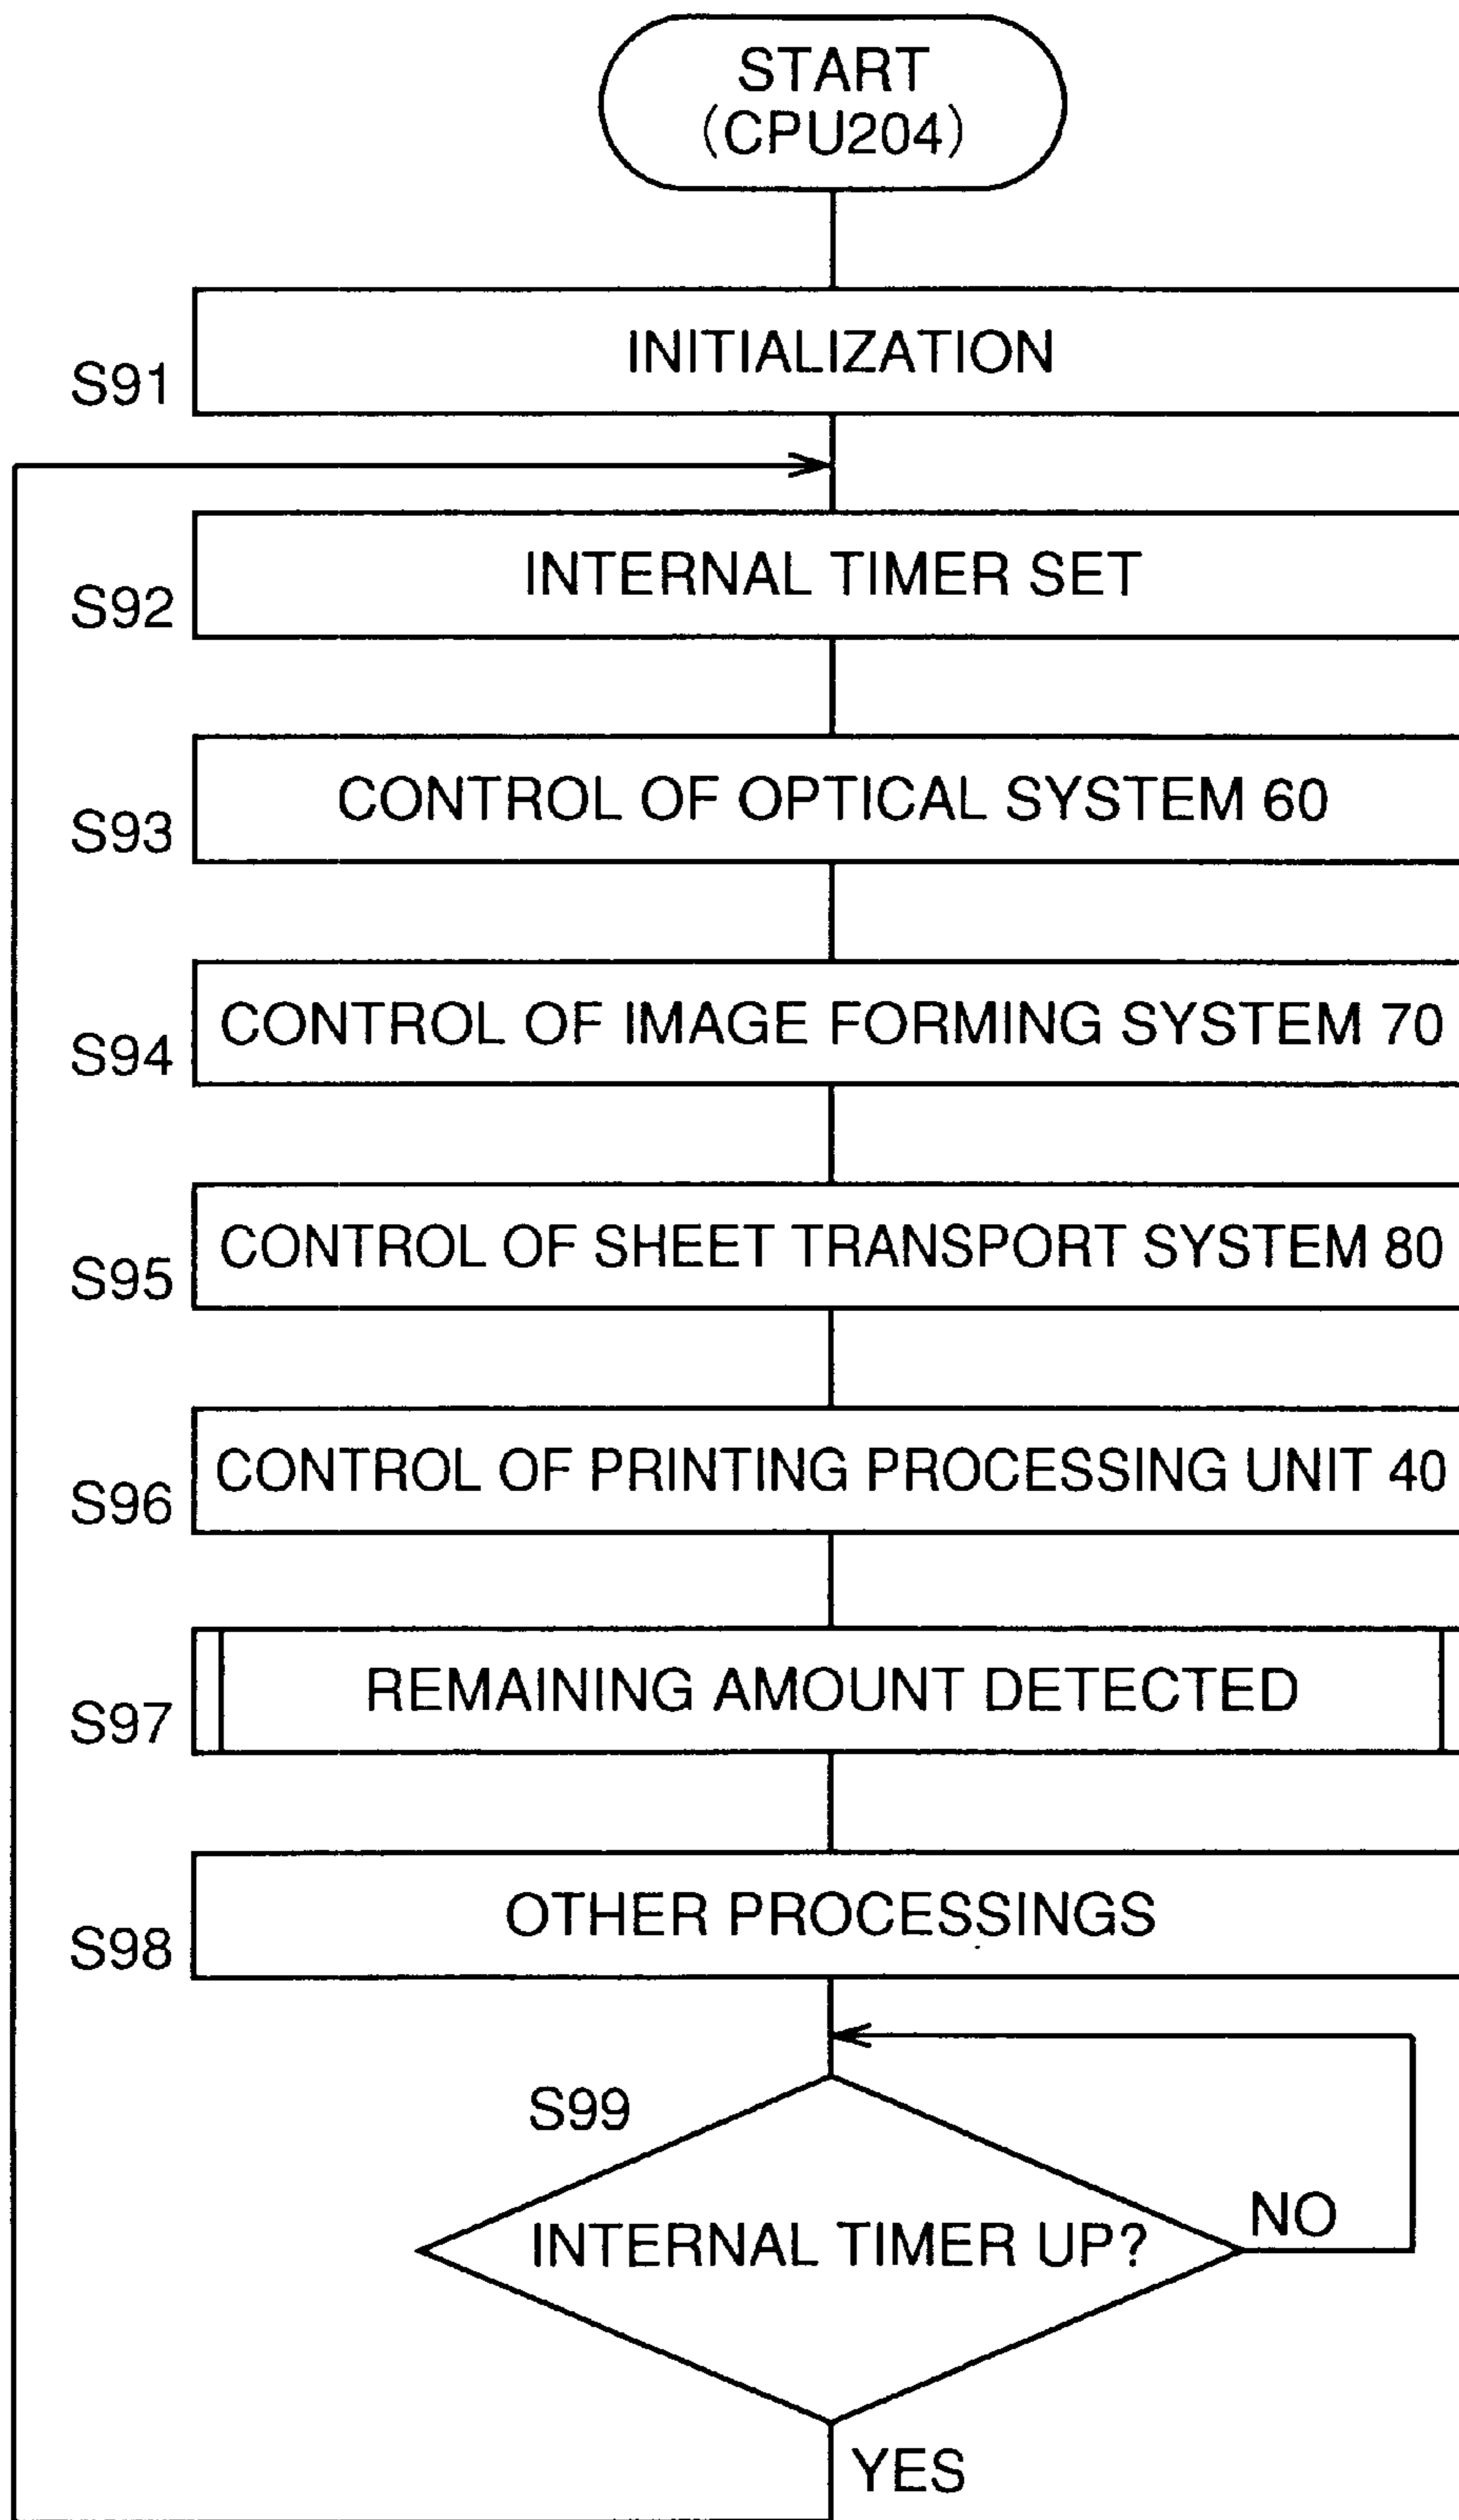 START
(CPU204)
INITIALIZATION
S91
INTERNAL TIMER SET
S92
CONTROL OF OPTICAL SYSTEM 60
S93
CONTROL OF IMAGE FORMING SYSTEM 70
S94
CONTROL OF SHEET TRANSPORT SYSTEM 80
S95
CONTROL OF PRINTING PROCESSING UNIT 40
S96
REMAINING AMOUNT DETECTED
S97
OTHER PROCESSINGS
S98
S99
INTERNAL TIMER UP?
NO
YES